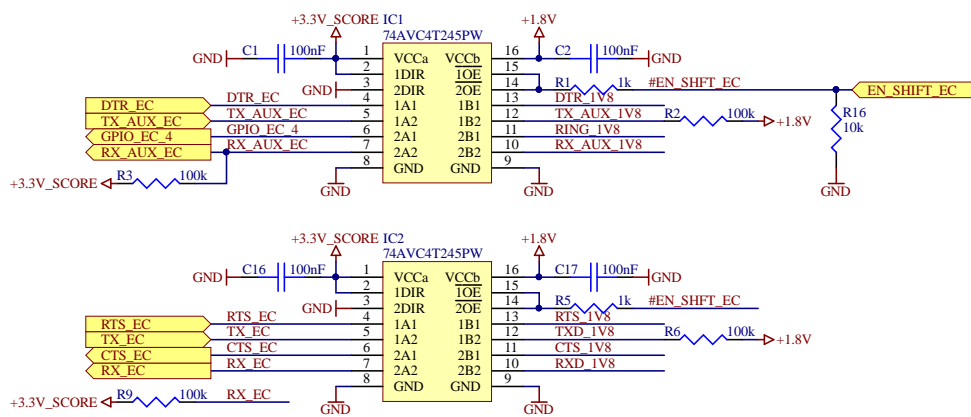 +3.3V_SCORE IC1 +1.8V
74AVC4T245PW
GND C1 100nF 1 VCCa VCCb 16 C2 100nF GND
2 1DIR 1OE 15
GND 3 2DIR 2OE 14 R1 1k #EN_SHFT_EC EN_SHIFT_EC
DTR_EC DTR_EC 4 1A1 1B1 13 DTR_1V8
TX_AUX_EC TX_AUX_EC 5 1A2 1B2 12 TX_AUX_1V8 R2 100k +1.8V R16 10k
GPIO_EC_4 GPIO_EC_4 6 2A1 2B1 11 RING_1V8
RX_AUX_EC RX_AUX_EC 7 2A2 2B2 10 RX_AUX_1V8
8 GND GND 9
+3.3V_SCORE R3 100k GND GND GND
+3.3V_SCORE IC2 +1.8V
74AVC4T245PW
GND C16 100nF 1 VCCa VCCb 16 C17 100nF GND
2 1DIR 1OE 15
GND 3 2DIR 2OE 14 R5 1k #EN_SHFT_EC
RTS_EC RTS_EC 4 1A1 1B1 13 RTS_1V8
TX_EC TX_EC 5 1A2 1B2 12 TXD_1V8 R6 100k +1.8V
CTS_EC CTS_EC 6 2A1 2B1 11 CTS_1V8
RX_EC RX_EC 7 2A2 2B2 10 RXD_1V8
8 GND GND 9
+3.3V_SCORE R9 100k RX_EC GND GND